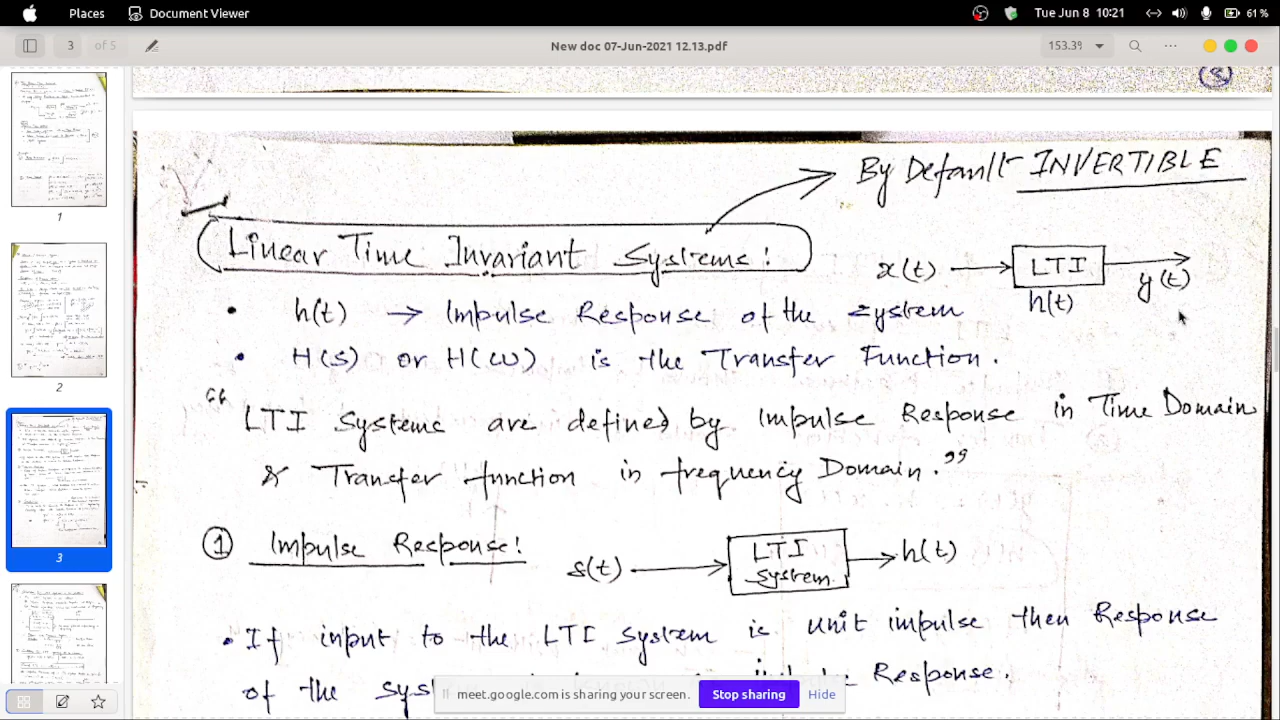 Places
Document Viewer
Tue Jun 8 10:21
61 %
3 of 5
New doc 07-Jun-2021 12.13.pdf
153.39
3
By Default INVERTIBLE
Linear Time Invariant Systems:
x(t) → LTI → y(t)
h(t)
• h(t) → Impulse Response of the system
• H(s) or H(ω) is the Transfer Function.
“LTI Systems are defined by Impulse Response in Time Domain
& Transfer function in frequency Domain.”
① Impulse Response:
δ(t) → LTI System → h(t)
• If input to the LTI system is unit impulse then Response
of the Response.
meet.google.com is sharing your screen.
Stop sharing
Hide
1
2
3